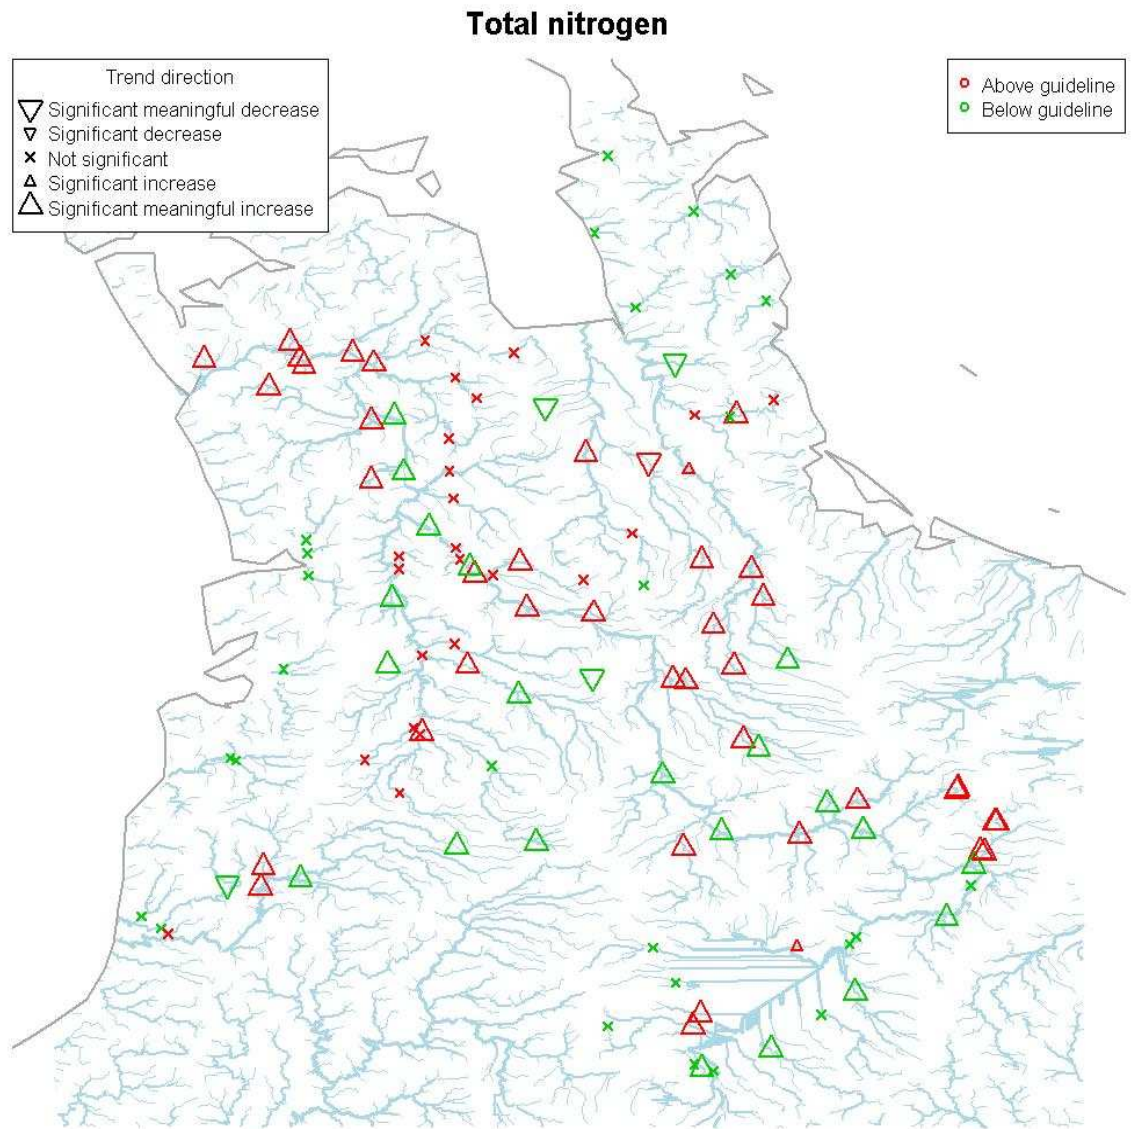 Total nitrogen
Trend direction
Significant meaningful decrease
Significant decrease
Not significant
Significant increase
Significant meaningful increase
Above guideline
Below guideline